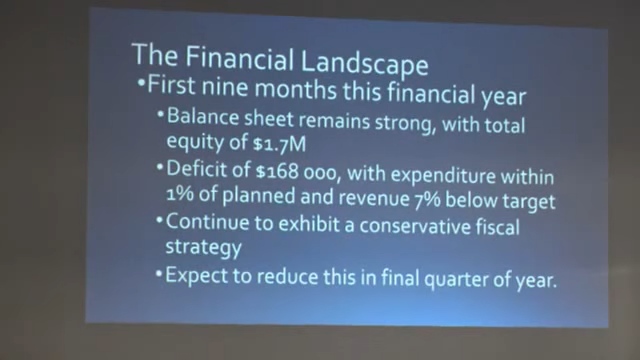 The Financial Landscape
•First nine months this financial year
•Balance sheet remains strong, with total
equity of $1.7M
•Deficit of $168 000, with expenditure within
1% of planned and revenue 7% below target
•Continue to exhibit a conservative fiscal
strategy
•Expect to reduce this in final quarter of year.